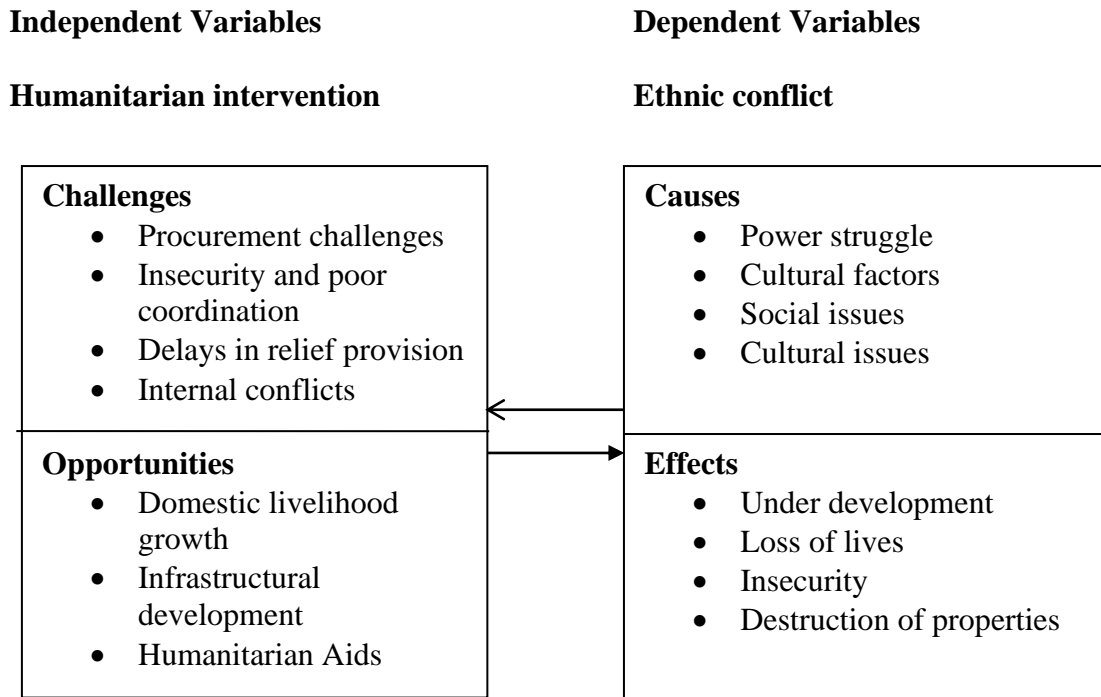 Independent Variables
Dependent Variables
Humanitarian intervention
Ethnic conflict
Challenges
• Procurement challenges
• Insecurity and poor
coordination
• Delays in relief provision
• Internal conflicts
Opportunities
• Domestic livelihood
growth
• Infrastructural
development
• Humanitarian Aids
Causes
• Power struggle
• Cultural factors
• Social issues
• Cultural issues
Effects
• Under development
• Loss of lives
• Insecurity
• Destruction of properties